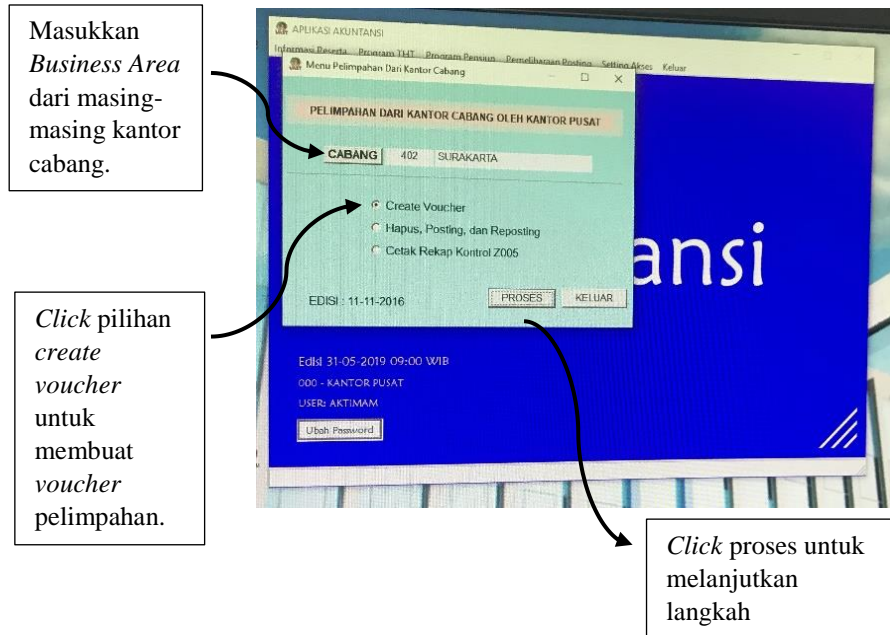 Masukkan
Business Area
dari masing-
masing kantor
cabang.
APLIKASI AKUNTANSI
Informasi Peserta Program THT Program Pensiun Pemeliharaan Posting Setting Akses Keluar
Menu Pelimpahan Dari Kantor Cabang
PELIMPAHAN DARI KANTOR CABANG OLEH KANTOR PUSAT
CABANG 402 SURAKARTA
Create Voucher
Hapus, Posting, dan Reposting
Cetak Rekap Kontrol Z005
ansi
EDISI : 11-11-2016 PROSES KELUAR
Edisi 31-05-2019 09:00 WIB
000 - KANTOR PUSAT
USER: AKTIMAM
Ubah Password
Click pilihan
create
voucher
untuk
membuat
voucher
pelimpahan.
Click proses untuk
melanjutkan
langkah